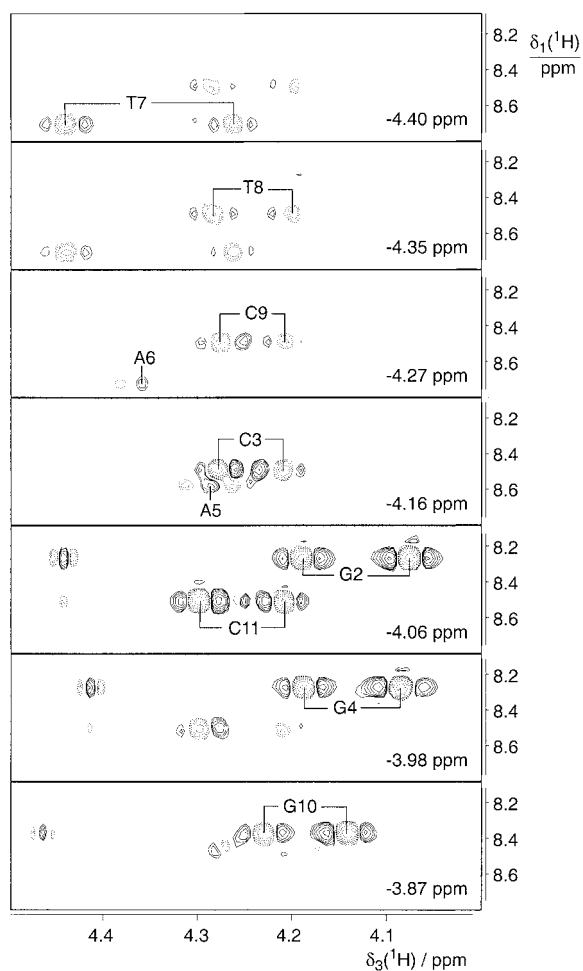 8.2
δ₁(¹H)
ppm
8.4
T7
8.6
-4.40 ppm
8.2
T8
8.4
8.6
-4.35 ppm
8.2
C9
8.4
A6
8.6
-4.27 ppm
8.2
C3
8.4
8.6
A5
-4.16 ppm
8.2
G2
8.4
C11
8.6
-4.06 ppm
8.2
G4
8.4
8.6
-3.98 ppm
8.2
G10
8.4
8.6
-3.87 ppm
4.4 4.3 4.2 4.1
δ₃(¹H) / ppm